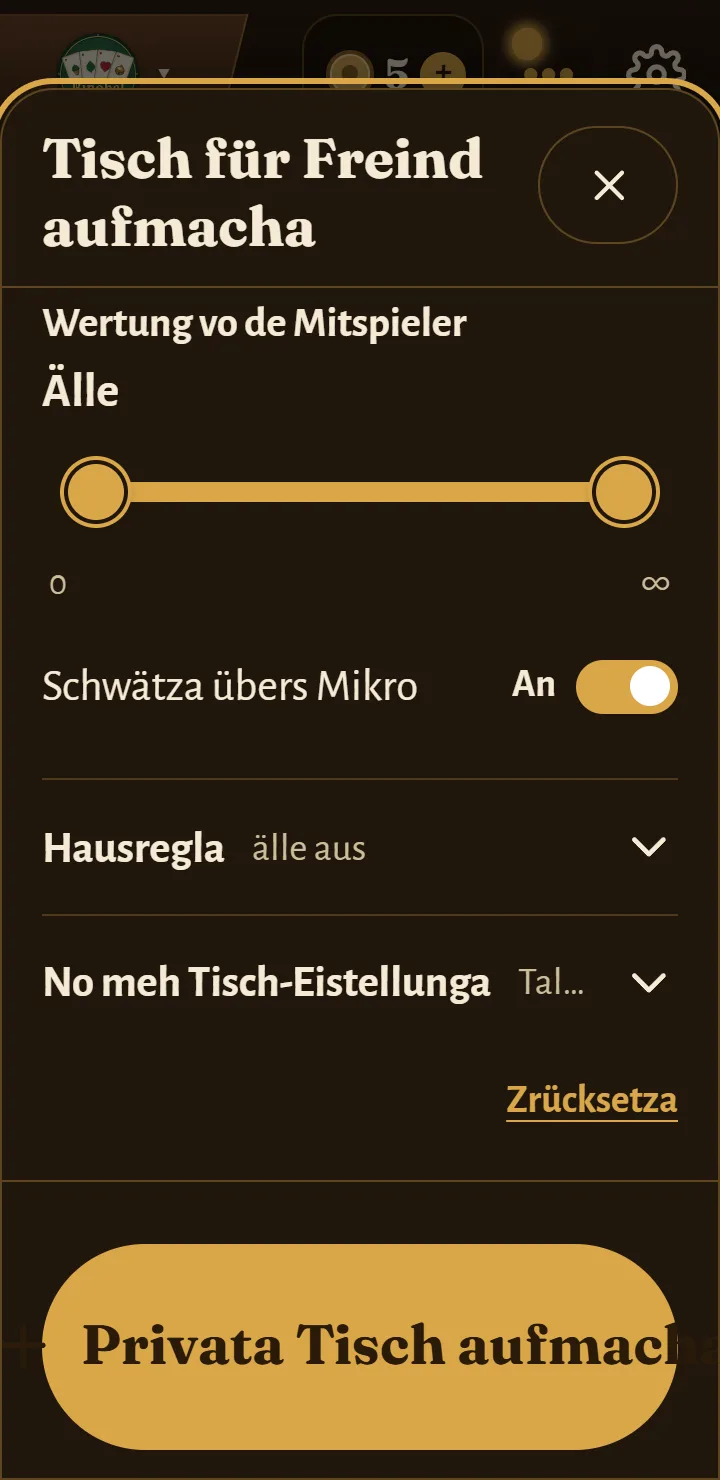 5
Tisch für Freind
aufmacha
Wertung vo de Mitspieler
Älle
0 ∞
Schwätza übers Mikro An
Hausregla älle aus
No meh Tisch-Eistellunga Tal...
Zrücksetza
+ Privata Tisch aufmacha